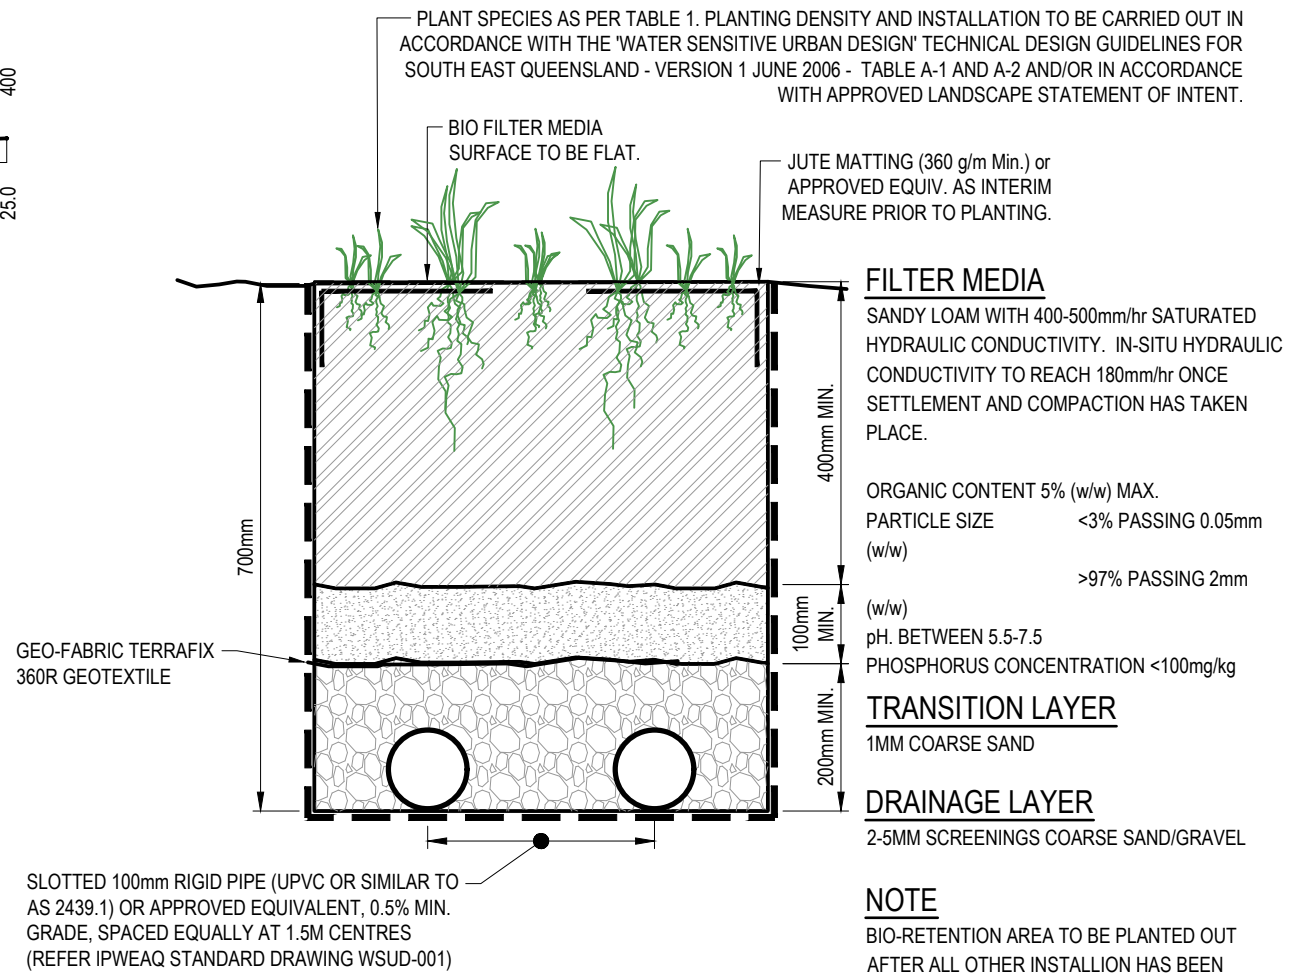 PLANT SPECIES AS PER TABLE 1. PLANTING DENSITY AND INSTALLATION TO BE CARRIED OUT IN
ACCORDANCE WITH THE 'WATER SENSITIVE URBAN DESIGN' TECHNICAL DESIGN GUIDELINES FOR
SOUTH EAST QUEENSLAND - VERSION 1 JUNE 2006 - TABLE A-1 AND A-2 AND/OR IN ACCORDANCE
WITH APPROVED LANDSCAPE STATEMENT OF INTENT.
400
25.0
BIO FILTER MEDIA
SURFACE TO BE FLAT.
JUTE MATTING (360 g/m Min.) or
APPROVED EQUIV. AS INTERIM
MEASURE PRIOR TO PLANTING.
700mm
400mm MIN.
100mm
MIN.
200mm MIN.
GEO-FABRIC TERRAFIX
360R GEOTEXTILE
SLOTTED 100mm RIGID PIPE (UPVC OR SIMILAR TO
AS 2439.1) OR APPROVED EQUIVALENT, 0.5% MIN.
GRADE, SPACED EQUALLY AT 1.5M CENTRES
(REFER IPWEAQ STANDARD DRAWING WSUD-001)
FILTER MEDIA
SANDY LOAM WITH 400-500mm/hr SATURATED
HYDRAULIC CONDUCTIVITY. IN-SITU HYDRAULIC
CONDUCTIVITY TO REACH 180mm/hr ONCE
SETTLEMENT AND COMPACTION HAS TAKEN
PLACE.
ORGANIC CONTENT 5% (w/w) MAX.
PARTICLE SIZE <3% PASSING 0.05mm
(w/w)
>97% PASSING 2mm
(w/w)
pH. BETWEEN 5.5-7.5
PHOSPHORUS CONCENTRATION <100mg/kg
TRANSITION LAYER
1MM COARSE SAND
DRAINAGE LAYER
2-5MM SCREENINGS COARSE SAND/GRAVEL
NOTE
BIO-RETENTION AREA TO BE PLANTED OUT
AFTER ALL OTHER INSTALLION HAS BEEN